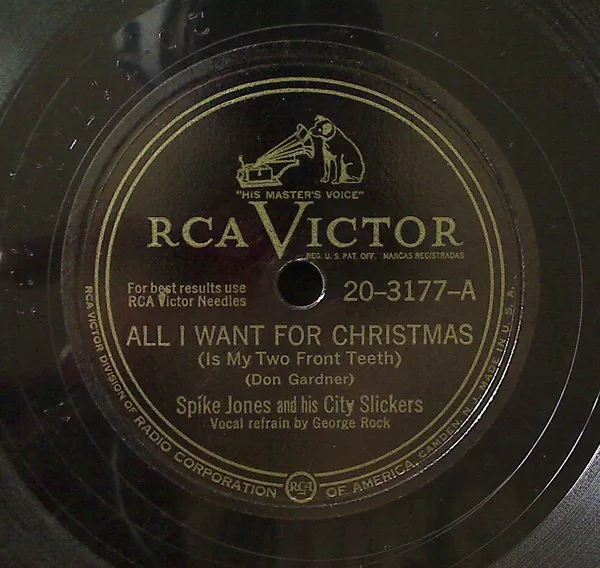 "HIS MASTER'S VOICE"
RCA VICTOR
REG. U. S. PAT. OFF. MARCAS REGISTRADAS
For best results use
RCA Victor Needles
20-3177-A
ALL I WANT FOR CHRISTMAS
(Is My Two Front Teeth)
(Don Gardner)
Spike Jones and his City Slickers
Vocal refrain by George Rock
RCA VICTOR DIVISION OF RADIO CORPORATION OF AMERICA, CAMDEN, N. J. MADE IN U. S. A.
RCA